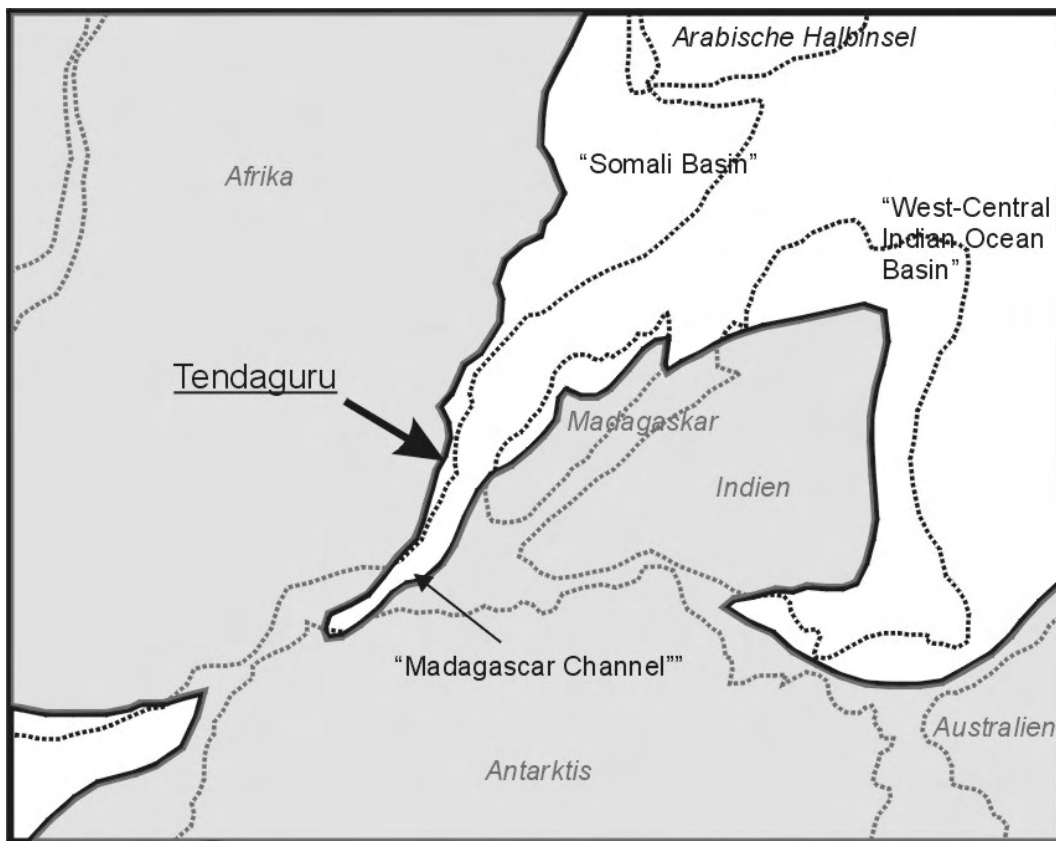 Arabische Halbinsel
Afrika
“Somali Basin”
“West-Central
Indian Ocean
Basin”
Tendaguru
Madagaskar
Indien
“Madagascar Channel””
Australien
Antarktis